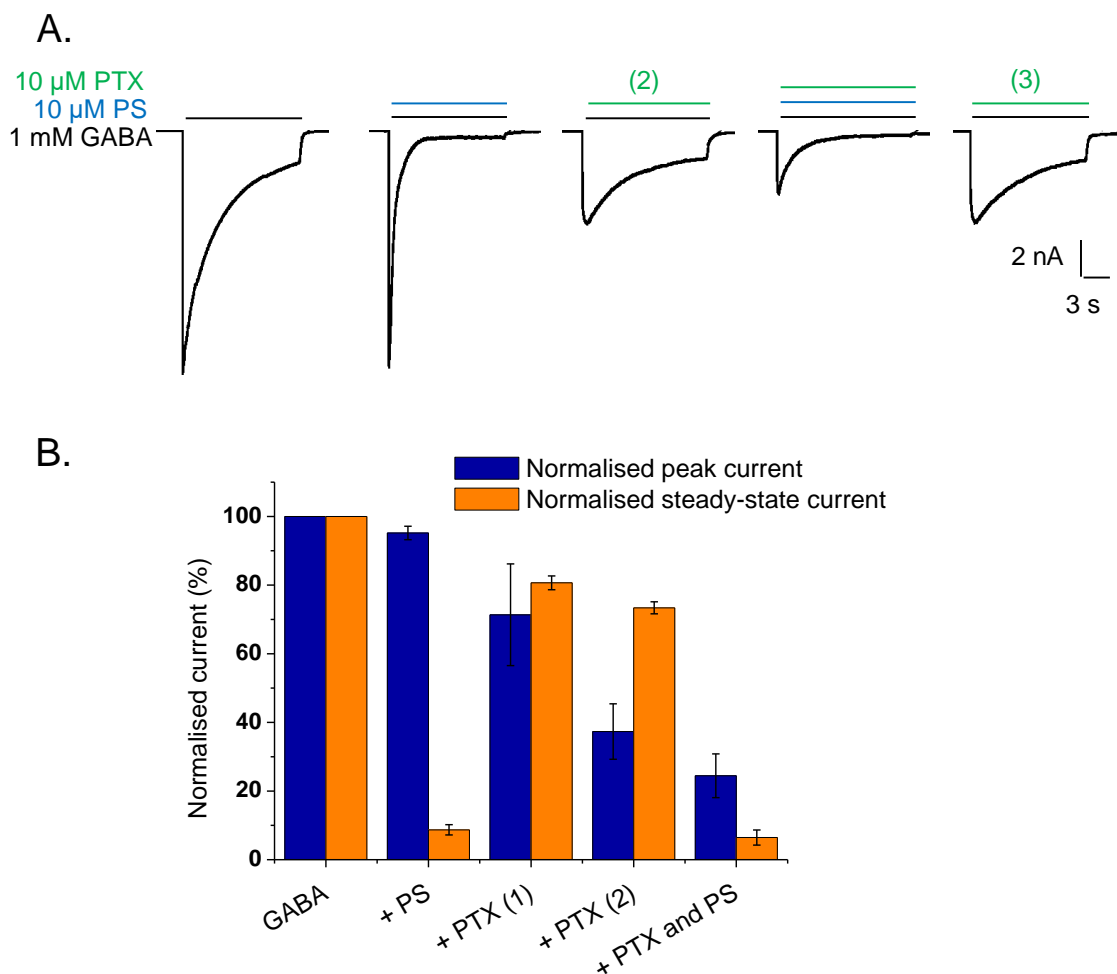 A.
10 µM PTX
(2)
(3)
10 µM PS
1 mM GABA
2 nA
3 s
B.
Normalised peak current
Normalised steady-state current
Normalised current (%)
100
80
60
40
20
0
GABA
+ PS
+ PTX (1)
+ PTX (2)
+ PTX and PS